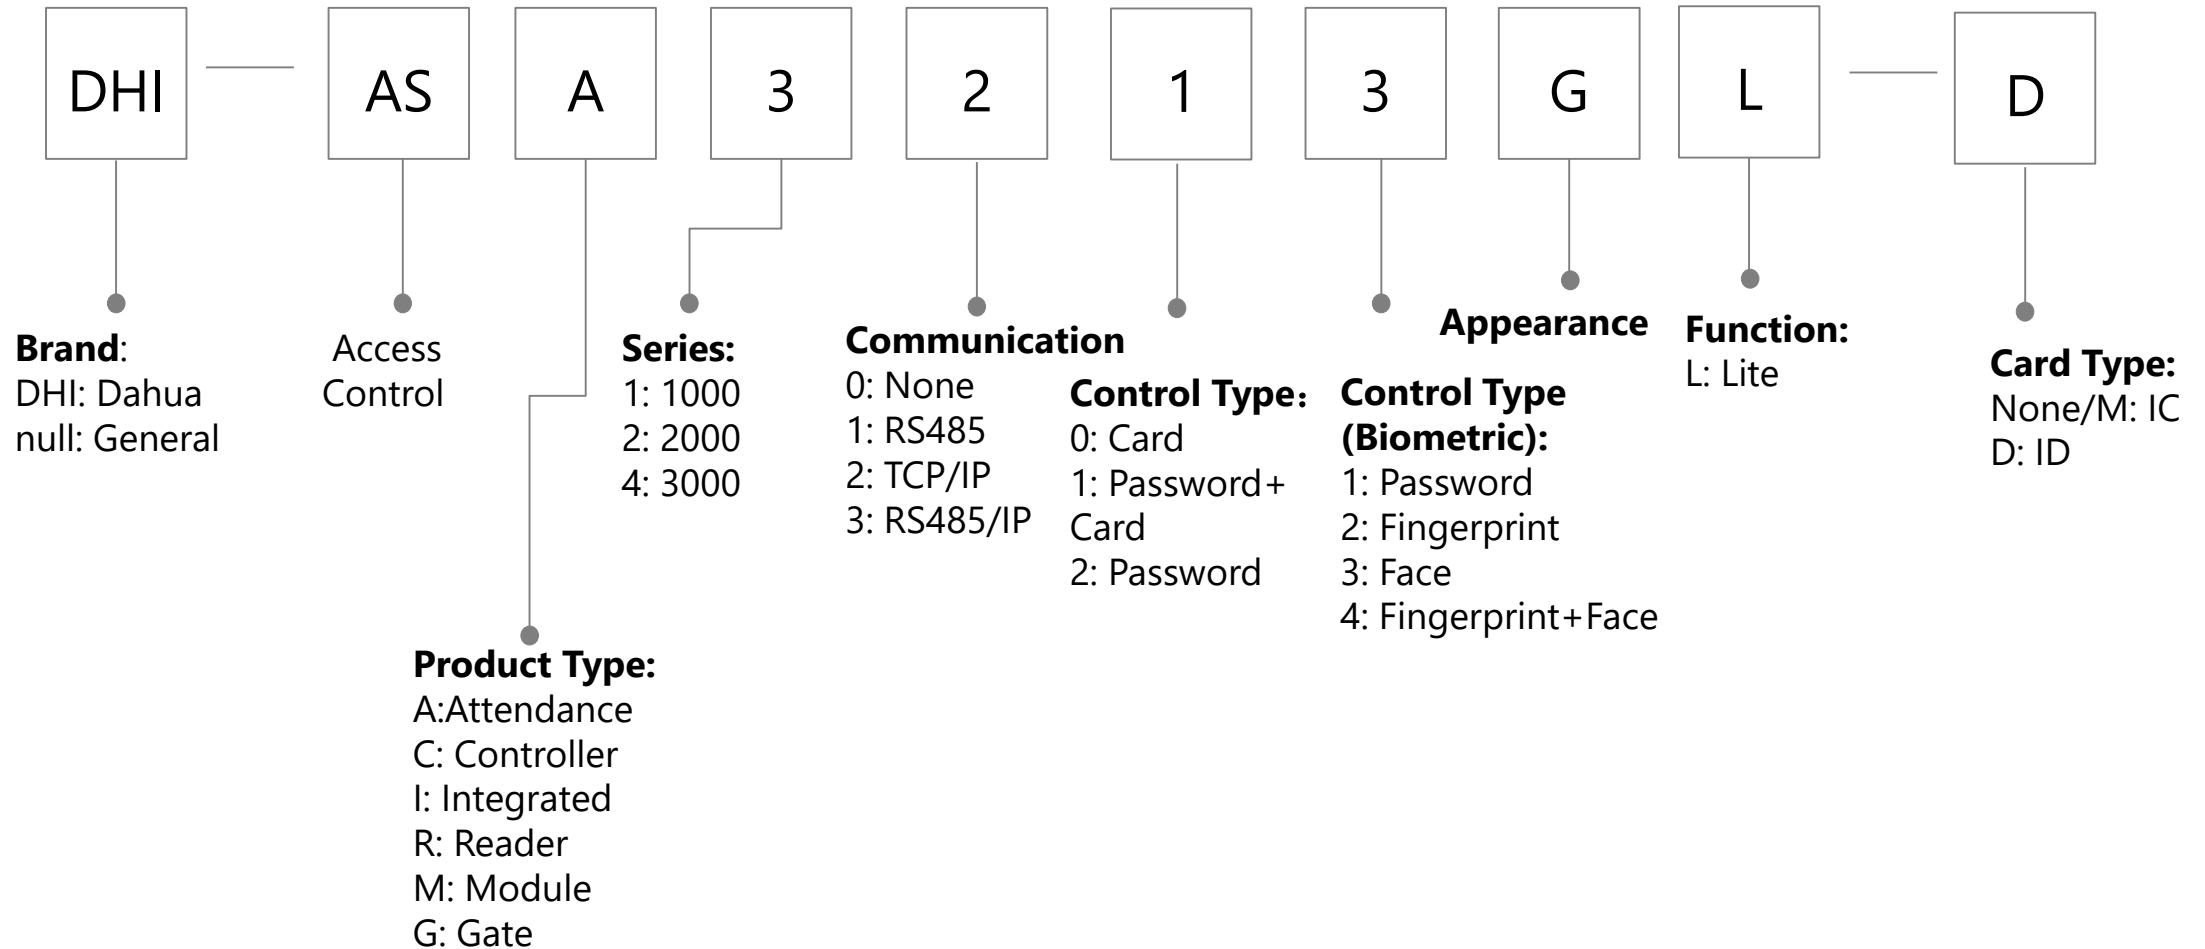 DHI
AS
A
3
2
1
3
G
L
D
Brand:
DHI: Dahua
null: General
Access
Control
Product Type:
A:Attendance
C: Controller
I: Integrated
R: Reader
M: Module
G: Gate
Series:
1: 1000
2: 2000
4: 3000
Communication
0: None
1: RS485
2: TCP/IP
3: RS485/IP
Control Type：
0: Card
1: Password+
Card
2: Password
Control Type
(Biometric):
1: Password
2: Fingerprint
3: Face
4: Fingerprint+Face
Appearance
Function:
L: Lite
Card Type:
None/M: IC
D: ID